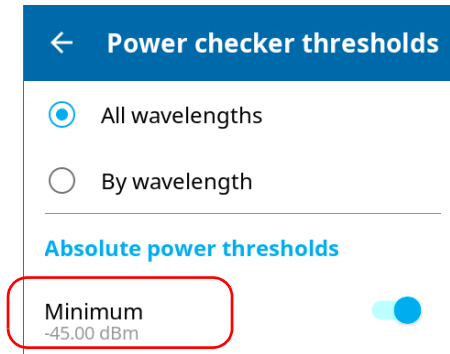 Power checker thresholds
All wavelengths
By wavelength
Absolute power thresholds
Minimum
-45.00 dBm